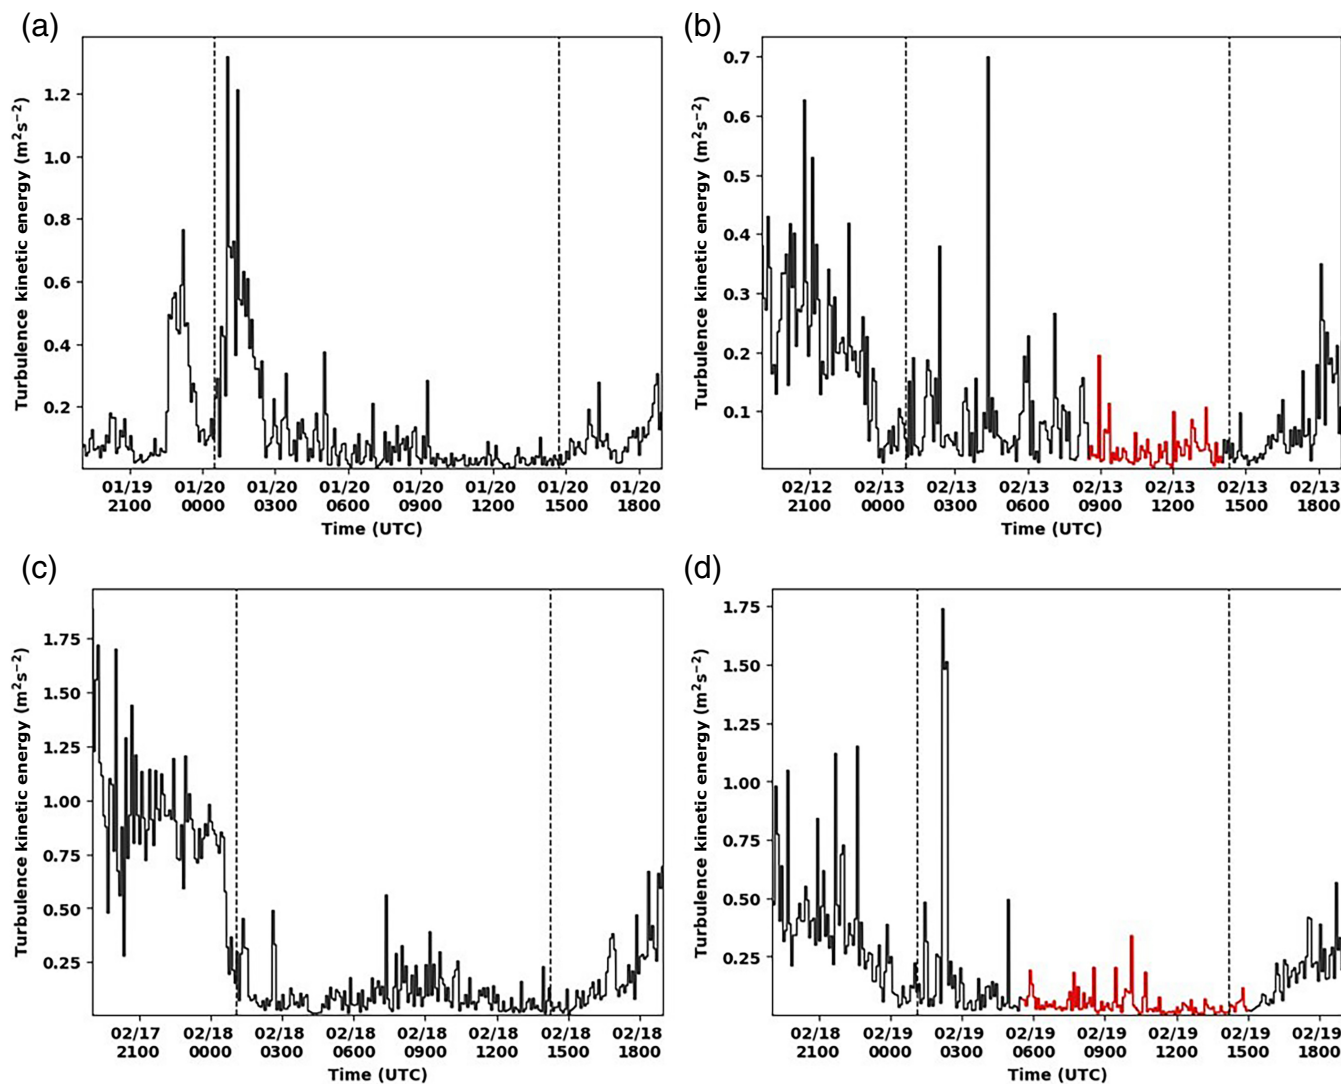 (a)
Turbulence kinetic energy (m²s⁻²)
1.2
1.0
0.8
0.6
0.4
0.2
01/19 01/20 01/20 01/20 01/20 01/20 01/20 01/20
2100 0000 0300 0600 0900 1200 1500 1800
Time (UTC)
(b)
Turbulence kinetic energy (m²s⁻²)
0.7
0.6
0.5
0.4
0.3
0.2
0.1
02/12 02/13 02/13 02/13 02/13 02/13 02/13 02/13
2100 0000 0300 0600 0900 1200 1500 1800
Time (UTC)
(c)
Turbulence kinetic energy (m²s⁻²)
1.75
1.50
1.25
1.00
0.75
0.50
0.25
02/17 02/18 02/18 02/18 02/18 02/18 02/18 02/18
2100 0000 0300 0600 0900 1200 1500 1800
Time (UTC)
(d)
Turbulence kinetic energy (m²s⁻²)
1.75
1.50
1.25
1.00
0.75
0.50
0.25
02/18 02/19 02/19 02/19 02/19 02/19 02/19 02/19
2100 0000 0300 0600 0900 1200 1500 1800
Time (UTC)